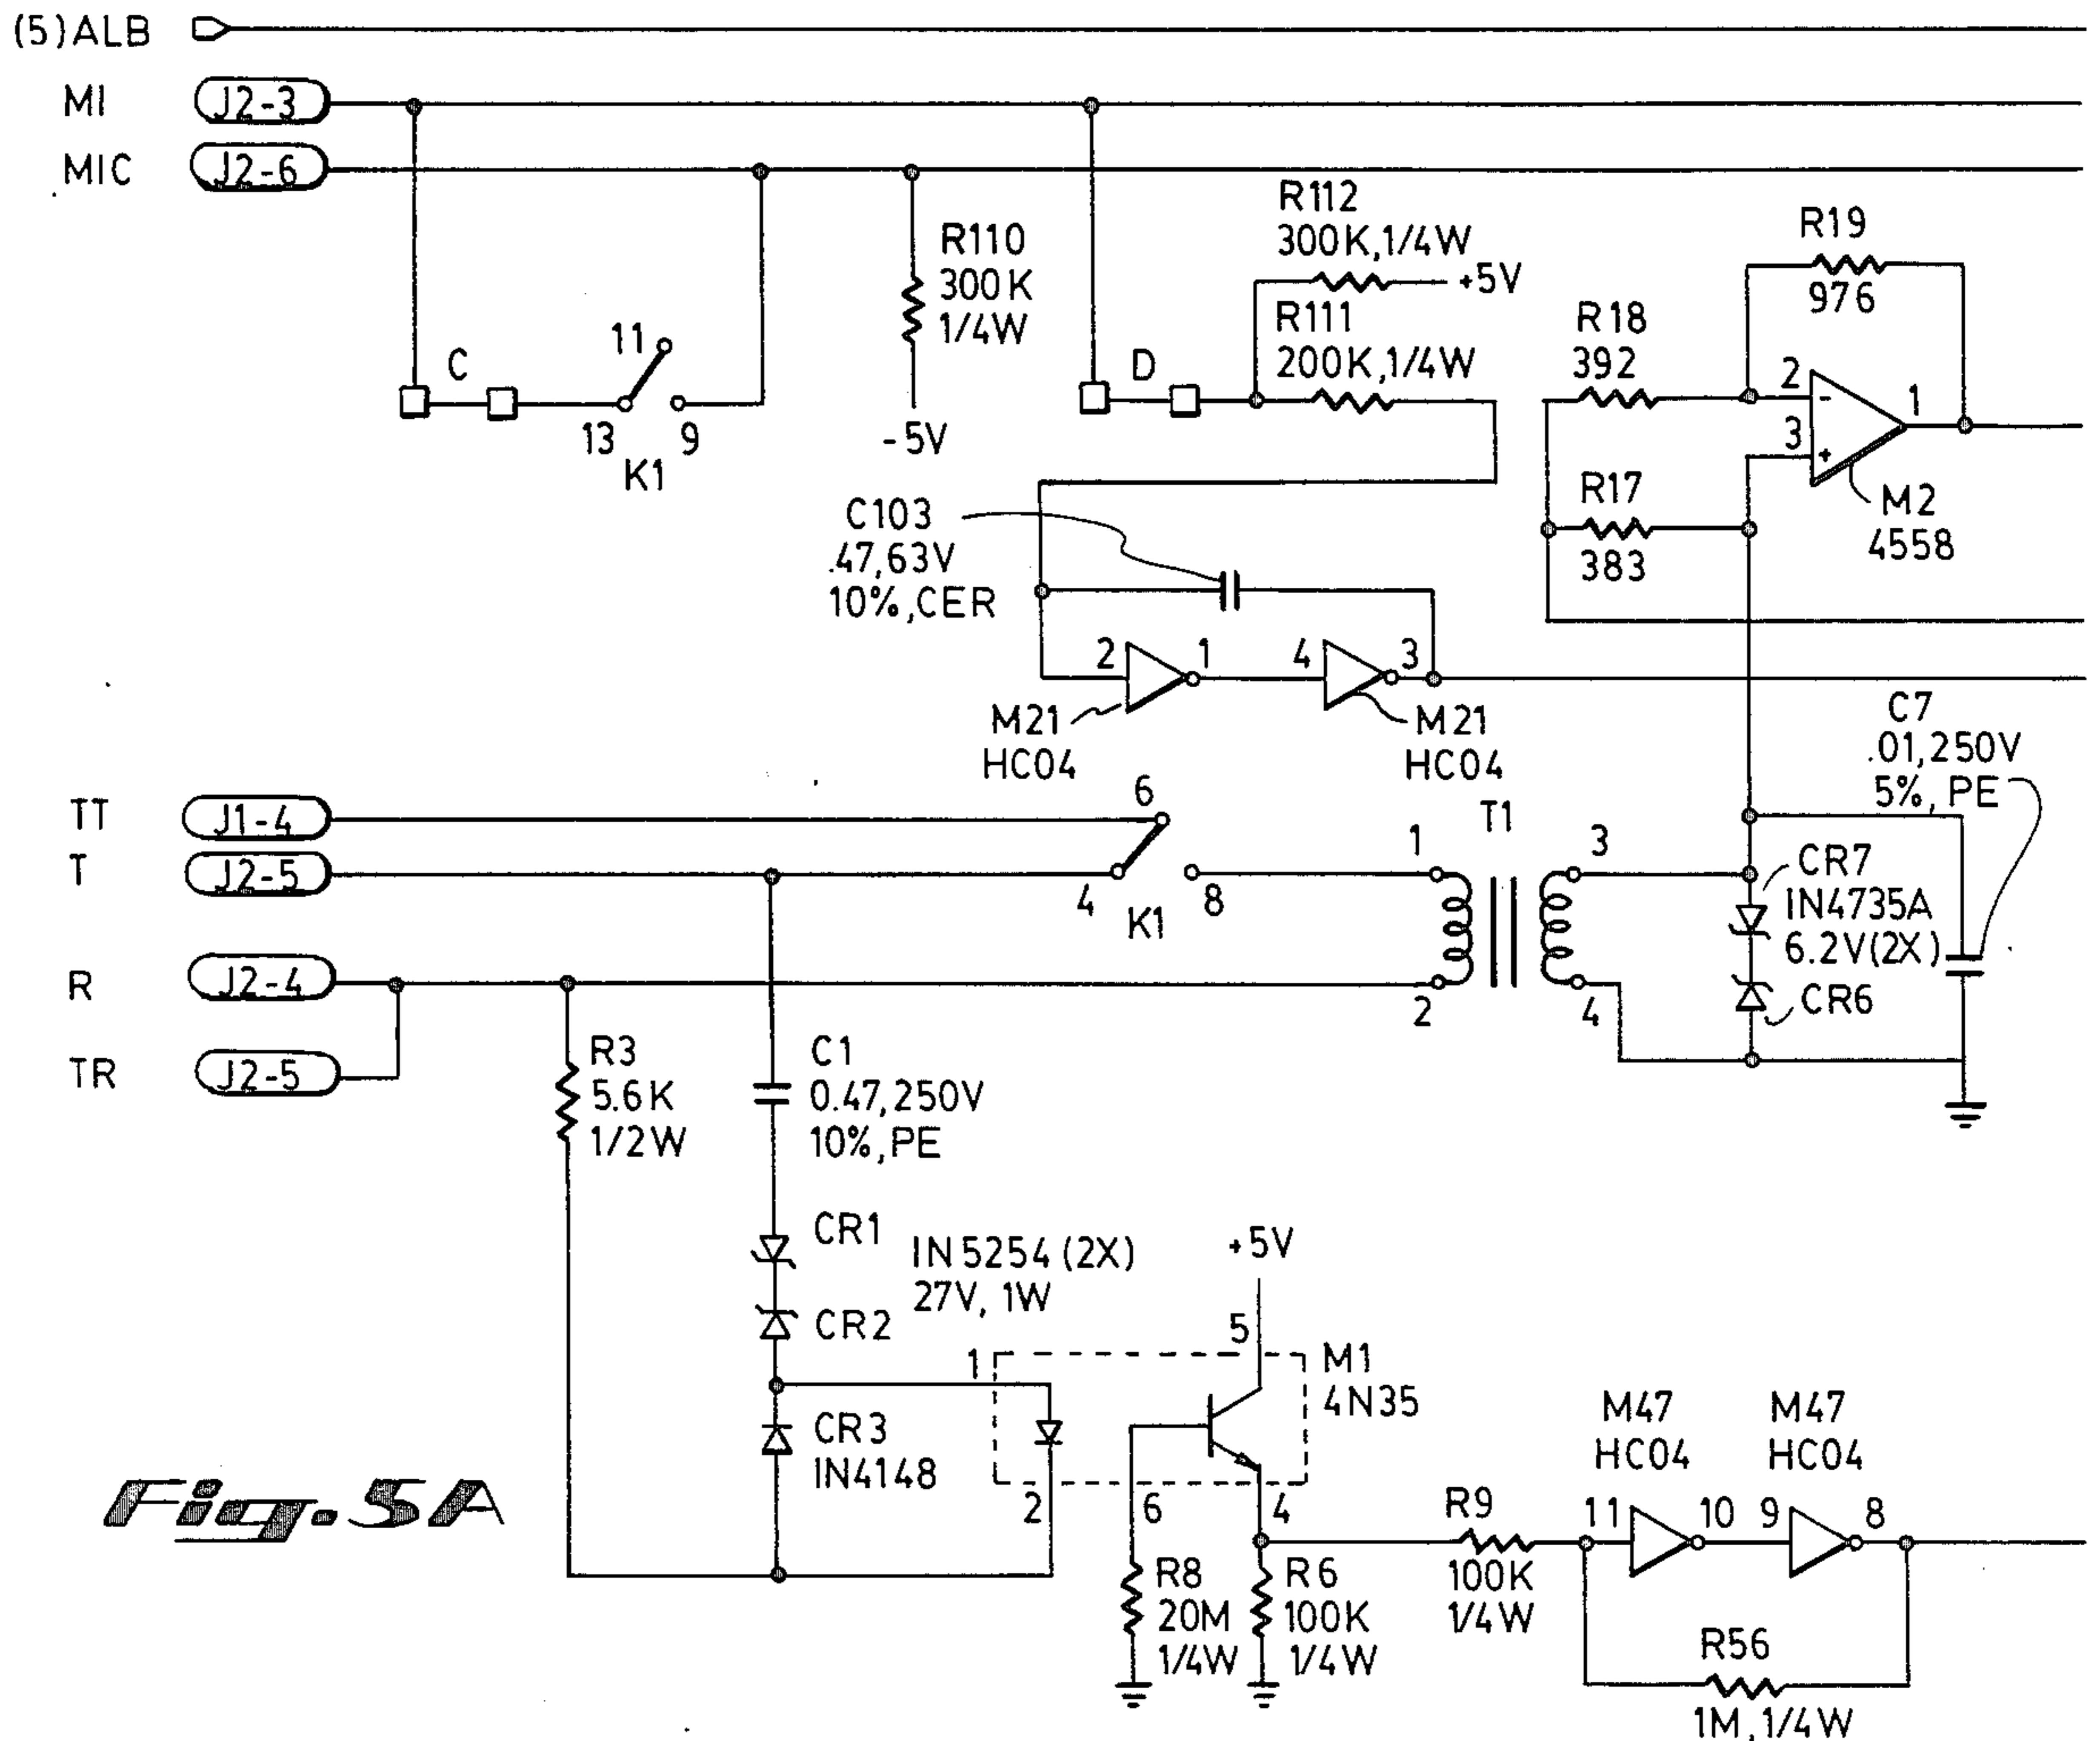 (5)ALB
MI J2-3
MIC J2-6
R110
300K
1/4W
-5V
C
11
13 9
K1
D
R112
300K,1/4W
+5V
R111
200K,1/4W
R19
976
R18
392
2
-
3
+
1
R17
383
M2
4558
C103
.47,63V
10%,CER
2 1 4 3
M21
HC04
M21
HC04
C7
.01,250V
5%,PE
TT J1-4
6
T J2-5
4 8
K1
1 T1 3
R J2-4
2 4
TR J2-5
CR7
IN4735A
6.2V(2X)
CR6
R3
5.6K
1/2W
C1
0.47,250V
10%,PE
CR1
IN5254 (2X)
27V, 1W
CR2
+5V
5
1
M1
4N35
CR3
IN4148
2 6 4
R8
20M
1/4W
R6
100K
1/4W
R9
100K
1/4W
M47
HC04
M47
HC04
11 10 9 8
R56
1M,1/4W
Fig. 5A